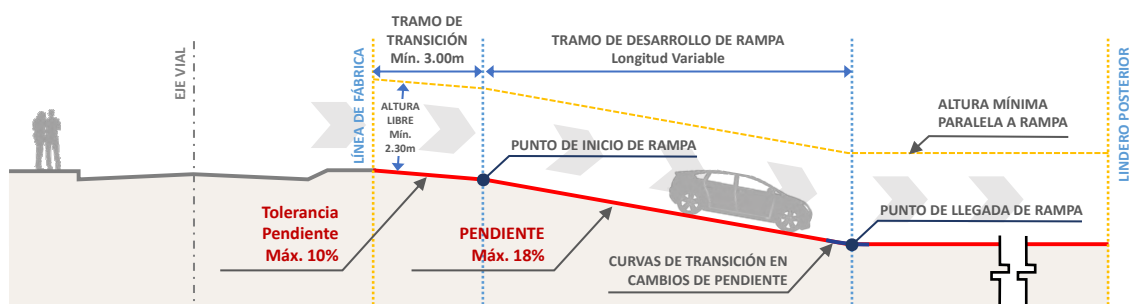 EJE VIAL
LÍNEA DE FÁBRICA
TRAMO DE
TRANSICIÓN
Mín. 3.00m
TRAMO DE DESARROLLO DE RAMPA
Longitud Variable
LINDERO POSTERIOR
ALTURA
LIBRE
Mín.
2.30m
ALTURA MÍNIMA
PARALELA A RAMPA
PUNTO DE INICIO DE RAMPA
Tolerancia
Pendiente
Máx. 10%
PENDIENTE
Máx. 18%
PUNTO DE LLEGADA DE RAMPA
CURVAS DE TRANSICIÓN EN
CAMBIOS DE PENDIENTE